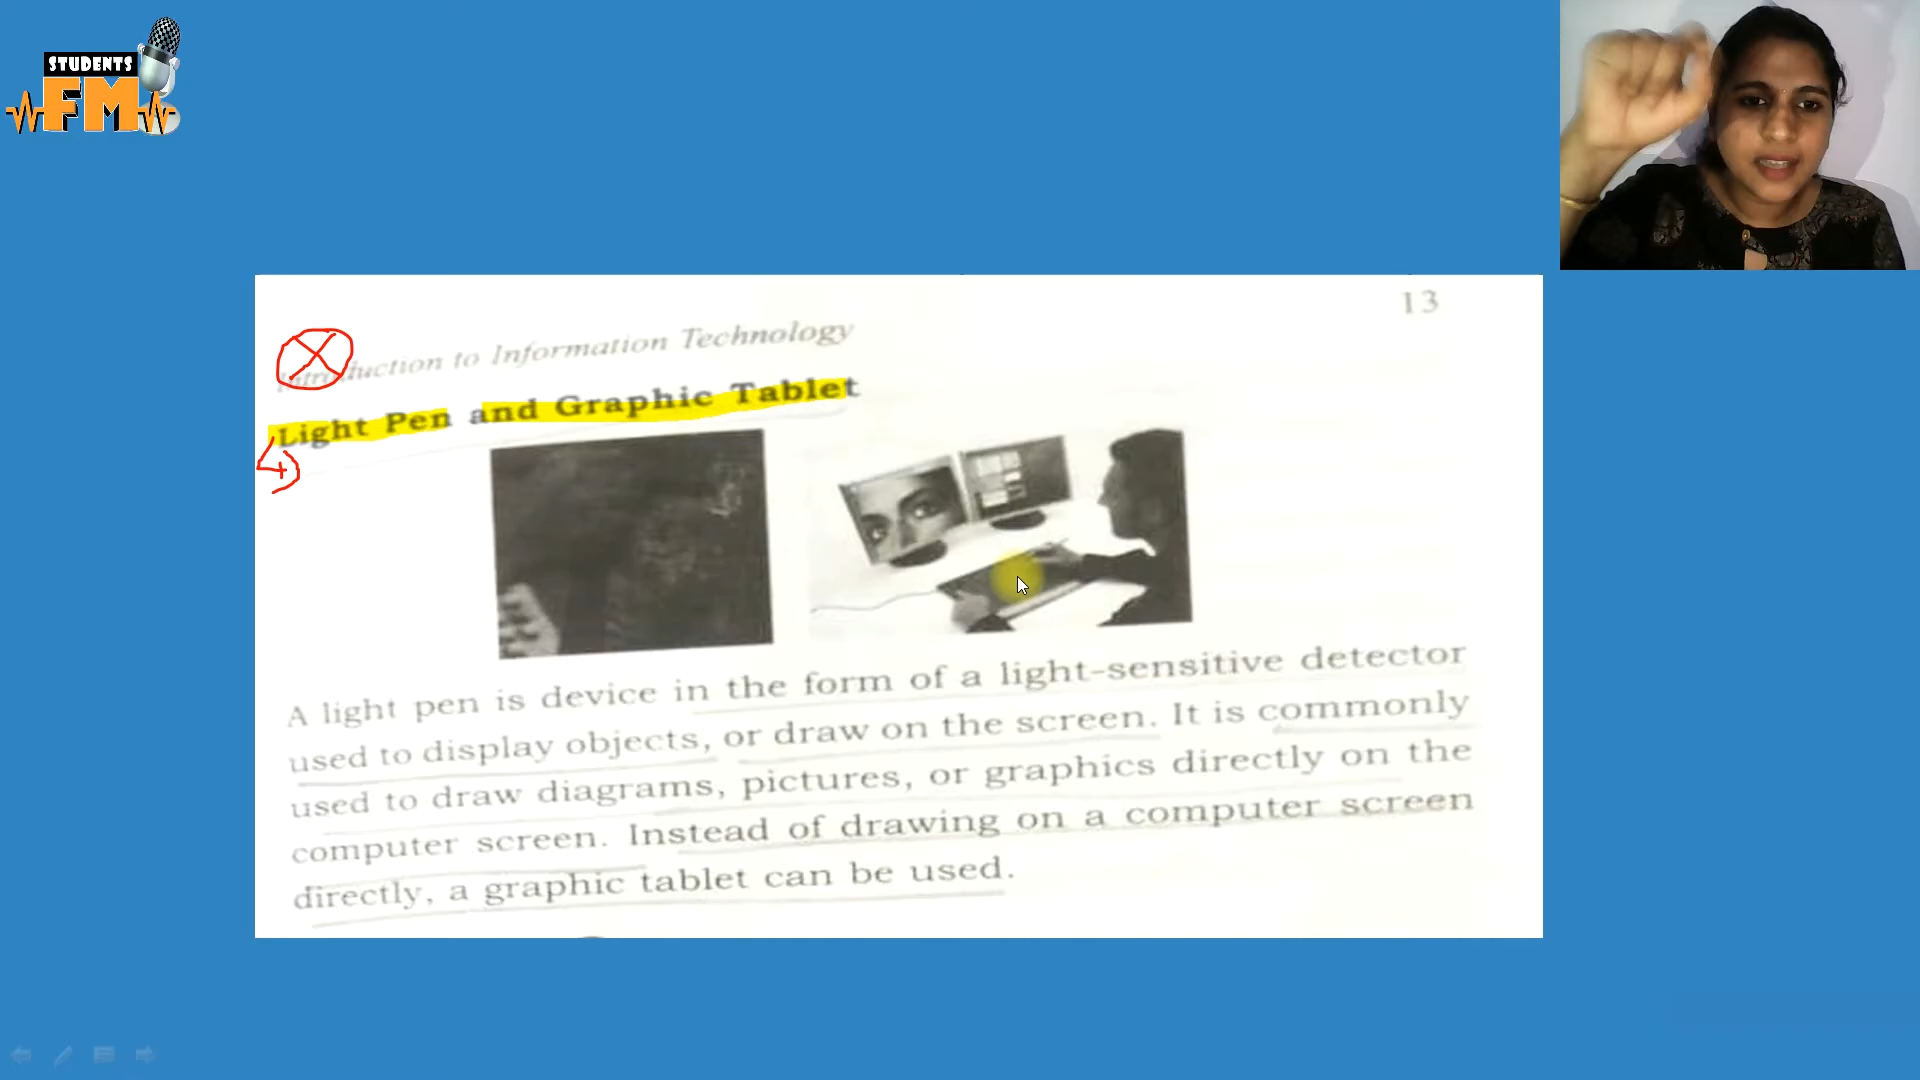 STUDENTS
FM
13
Introduction to Information Technology
Light Pen and Graphic Tablet
4
A light pen is device in the form of a light-sensitive detector
used to display objects, or draw on the screen. It is commonly
used to draw diagrams, pictures, or graphics directly on the
computer screen. Instead of drawing on a computer screen
directly, a graphic tablet can be used.